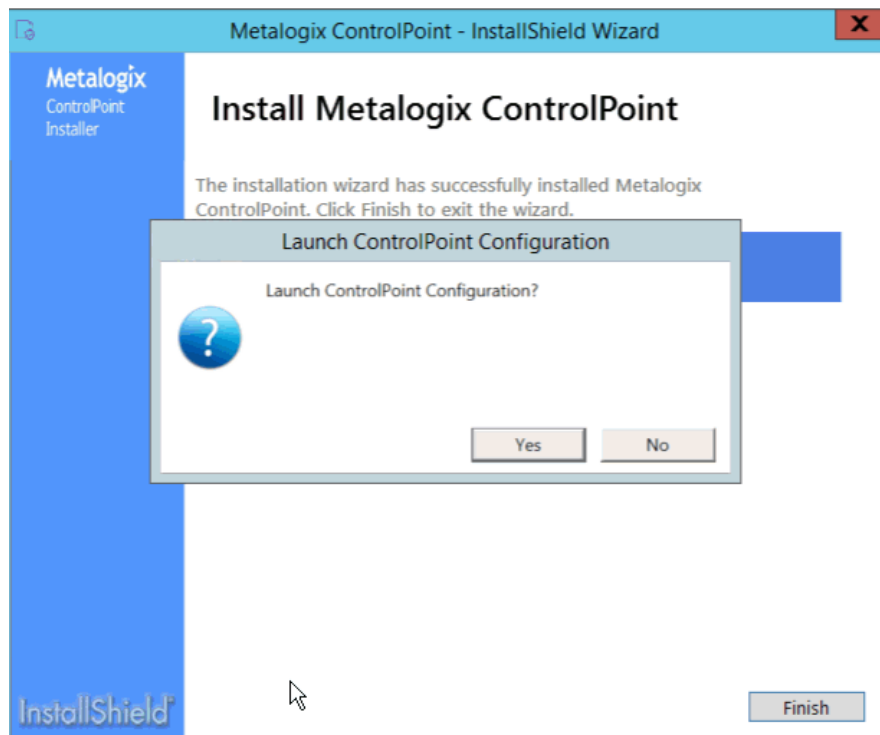 Metalogix ControlPoint - InstallShield Wizard
X
Metalogix
ControlPoint
Installer
Install Metalogix ControlPoint
The installation wizard has successfully installed Metalogix
ControlPoint. Click Finish to exit the wizard.
Launch ControlPoint Configuration
Launch ControlPoint Configuration?
?
Yes
No
InstallShield
Finish